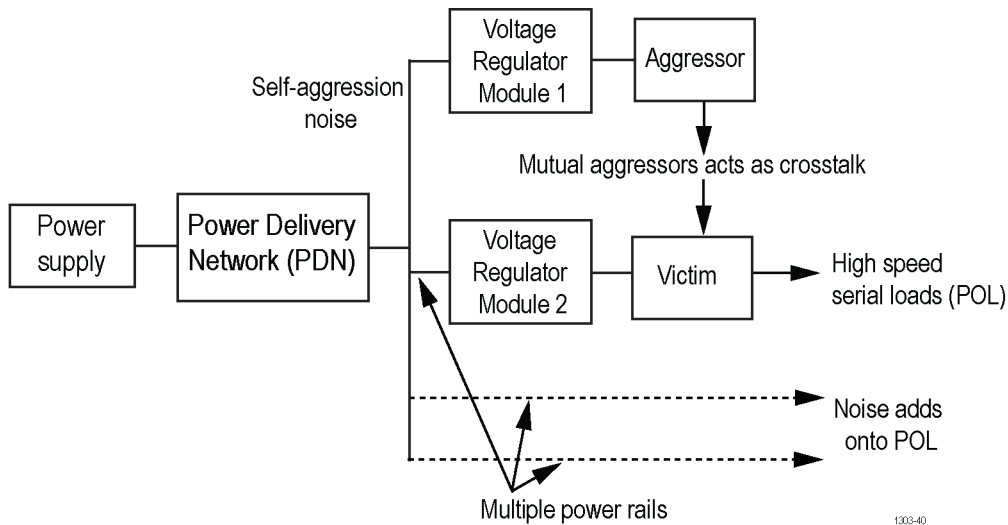 Voltage
Regulator
Module 1
Aggressor
Self-aggression
noise
Mutual aggressors acts as crosstalk
Power
supply
Power Delivery
Network (PDN)
Voltage
Regulator
Module 2
Victim
High speed
serial loads (POL)
Noise adds
onto POL
Multiple power rails
1303-40